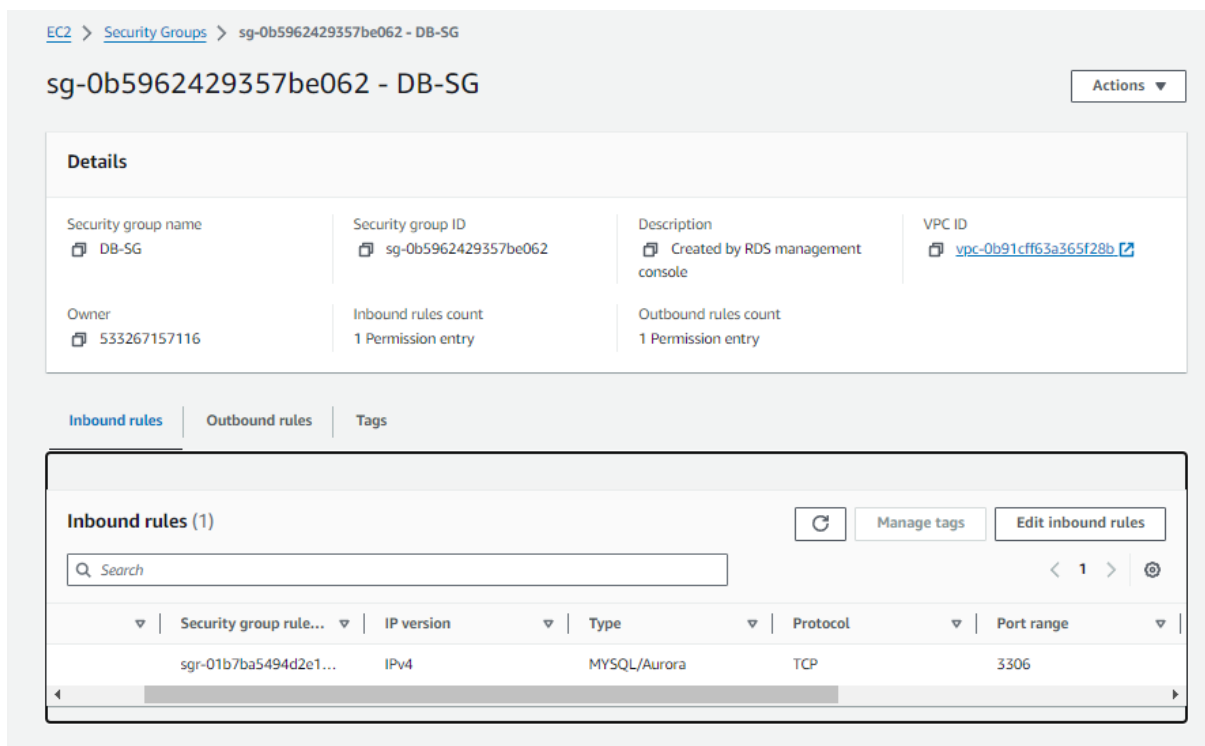 EC2 > Security Groups > sg-0b5962429357be062 - DB-SG
sg-0b5962429357be062 - DB-SG
Actions
Details
Security group name
DB-SG
Security group ID
sg-0b5962429357be062
Description
Created by RDS management
console
VPC ID
vpc-0b91cff63a365f28b
Owner
533267157116
Inbound rules count
1 Permission entry
Outbound rules count
1 Permission entry
Inbound rules
Outbound rules
Tags
Inbound rules (1)
Manage tags
Edit inbound rules
Search
< 1 >
Security group rule... IP version Type Protocol Port range
sgr-01b7ba5494d2e1... IPv4 MYSQL/Aurora TCP 3306